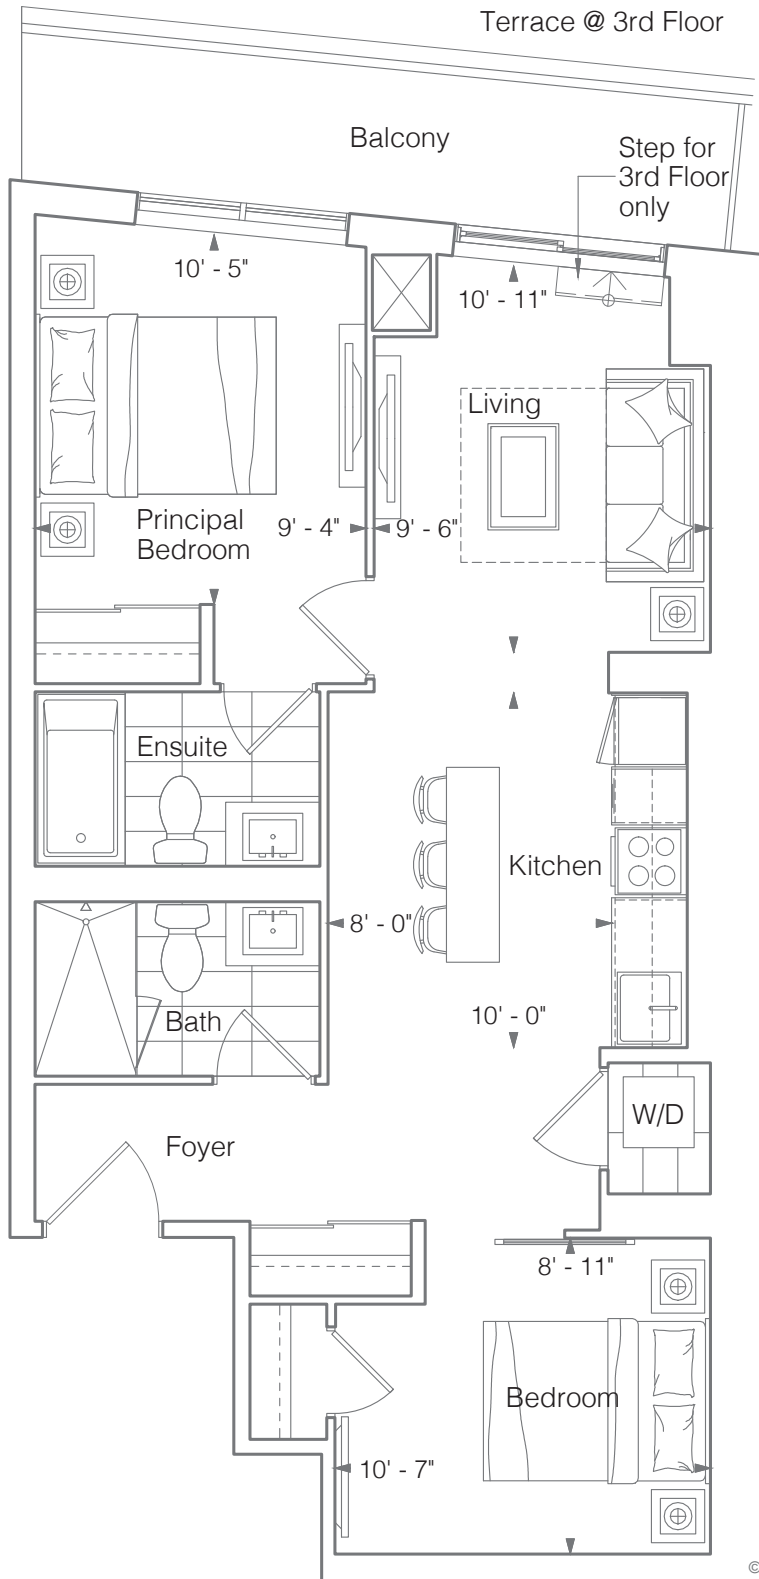 Terrace @ 3rd Floor
Balcony
Step for
3rd Floor
only
10' - 5"
10' - 11"
Living
Principal
Bedroom
9' - 4"
9' - 6"
Ensuite
Kitchen
8' - 0"
Bath
10' - 0"
W/D
Foyer
8' - 11"
Bedroom
10' - 7"
©